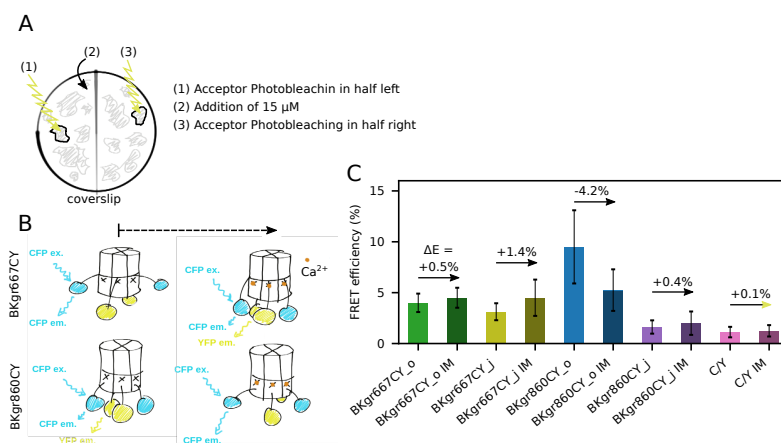 A
(1)
(2)
(3)
coverslip
(1) Acceptor Photobleachin in half left
(2) Addition of 15 μM
(3) Acceptor Photobleaching in half right
B
BKgr667CY
CFP ex.
CFP em.
CFP ex.
CFP em.
YFP em.
Ca²⁺
BKgr860CY
CFP ex.
CFP em.
YFP em.
CFP ex.
CFP em.
C
FRET efficiency (%)
15
10
5
0
ΔE =
+0.5%
+1.4%
-4.2%
+0.4%
+0.1%
BKgr667CY_o
BKgr667CY_o IM
BKgr667CY_j
BKgr667CY_j IM
BKgr860CY_o
BKgr860CY_o IM
BKgr860CY_j
BKgr860CY_j IM
C/Y
C/Y IM